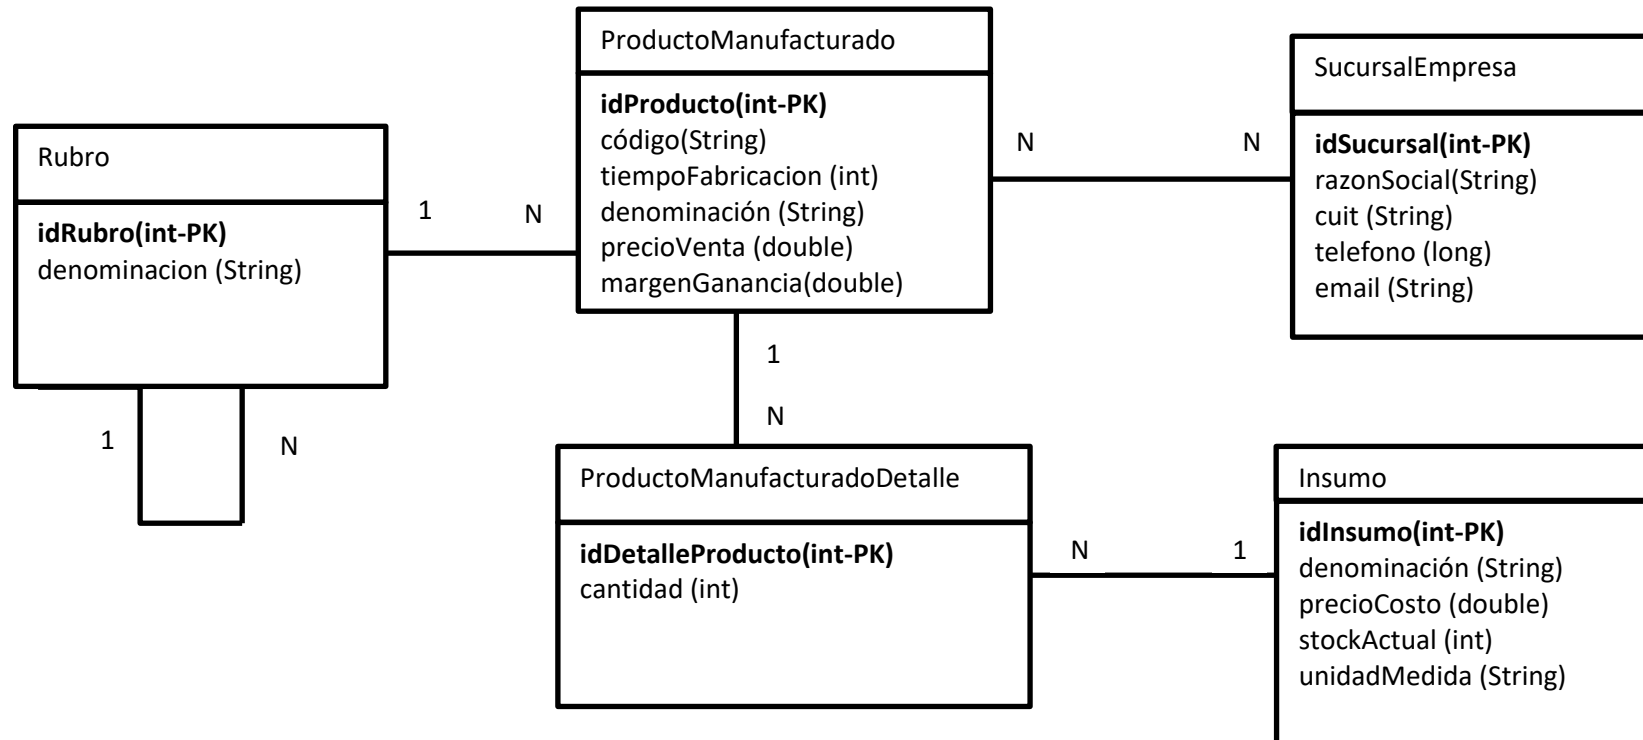 ProductoManufacturado
idProducto(int-PK)
código(String)
tiempoFabricacion (int)
denominación (String)
precioVenta (double)
margenGanancia(double)
SucursalEmpresa
idSucursal(int-PK)
razonSocial(String)
cuit (String)
telefono (long)
email (String)
Rubro
idRubro(int-PK)
denominacion (String)
1
N
N
N
1
N
1
N
ProductoManufacturadoDetalle
idDetalleProducto(int-PK)
cantidad (int)
N
1
Insumo
idInsumo(int-PK)
denominación (String)
precioCosto (double)
stockActual (int)
unidadMedida (String)